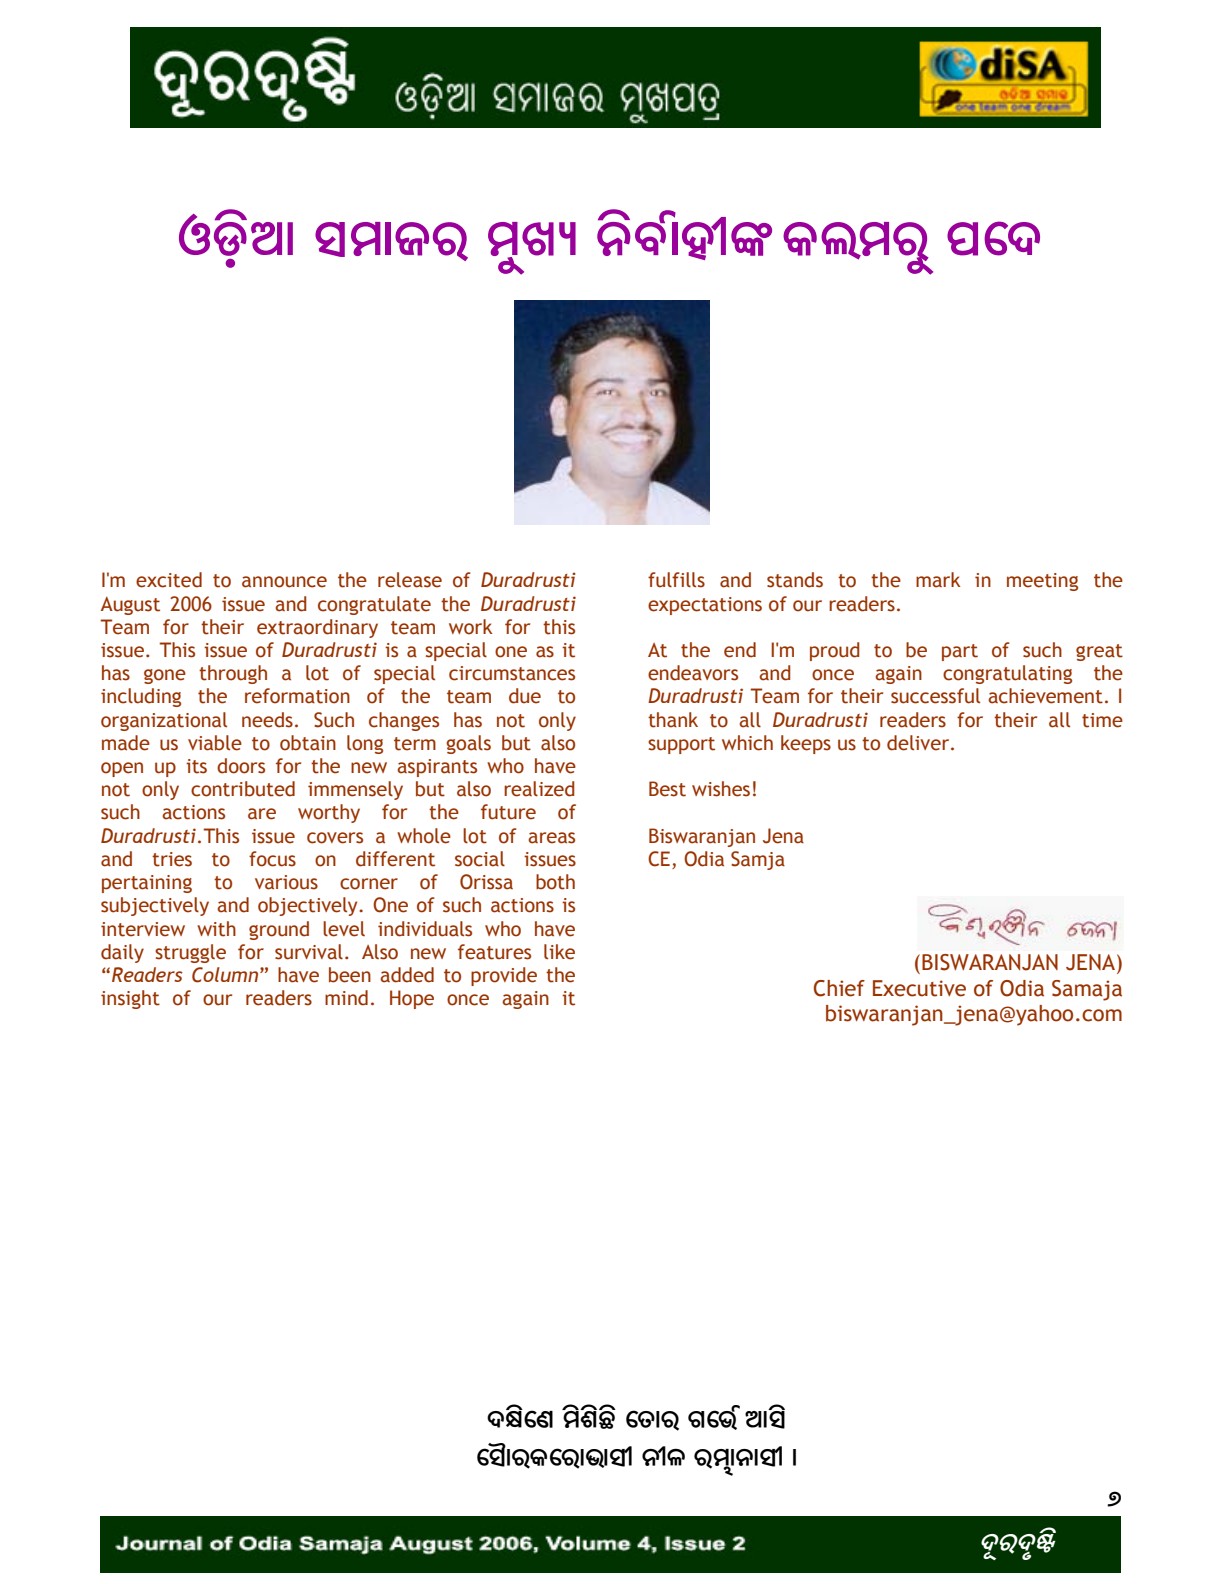 ଦୂରଦୃଷ୍ଟି ଓଡ଼ିଆ ସମାଜର ମୁଖପତ୍ର
OdiSA
ଓଡ଼ିଆ ସମାଜ
one team one dream
ଓଡ଼ିଆ ସମାଜର ମୁଖ୍ୟ ନିର୍ବାହୀଙ୍କ କଲମରୁ ପଦେ
I'm excited to announce the release of Duradrusti
August 2006 issue and congratulate the Duradrusti
Team for their extraordinary team work for this
issue. This issue of Duradrusti is a special one as it
has gone through a lot of special circumstances
including the reformation of the team due to
organizational needs. Such changes has not only
made us viable to obtain long term goals but also
open up its doors for the new aspirants who have
not only contributed immensely but also realized
such actions are worthy for the future of
Duradrusti.This issue covers a whole lot of areas
and tries to focus on different social issues
pertaining to various corner of Orissa both
subjectively and objectively. One of such actions is
interview with ground level individuals who have
daily struggle for survival. Also new features like
“Readers Column” have been added to provide the
insight of our readers mind. Hope once again it
fulfills and stands to the mark in meeting the
expectations of our readers.
At the end I'm proud to be part of such great
endeavors and once again congratulating the
Duradrusti Team for their successful achievement. I
thank to all Duradrusti readers for their all time
support which keeps us to deliver.
Best wishes!
Biswaranjan Jena
CE, Odia Samja
ବିଶ୍ୱରଞ୍ଜନ ଜେନା
(BISWARANJAN JENA)
Chief Executive of Odia Samaja
biswaranjan_jena@yahoo.com
ଦକ୍ଷିଣେ ମିଶିଛି ତୋର ଗର୍ଭେ ଆସି
ସୌରକରୋଦ୍ଭାସୀ ନୀଳ ରମ୍ଭାନାସୀ ।
୭
Journal of Odia Samaja August 2006, Volume 4, Issue 2 ଦୂରଦୃଷ୍ଟି